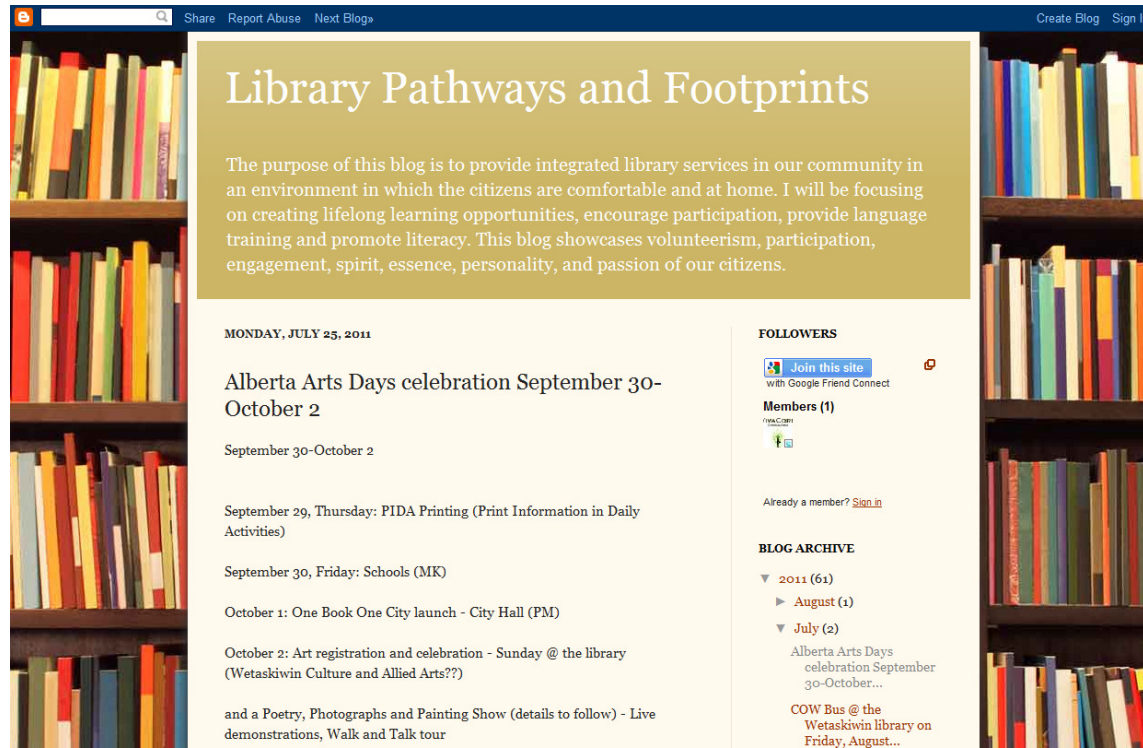 Share Report Abuse Next Blog» Create Blog Sign I
Library Pathways and Footprints
The purpose of this blog is to provide integrated library services in our community in
an environment in which the citizens are comfortable and at home. I will be focusing
on creating lifelong learning opportunities, encourage participation, provide language
training and promote literacy. This blog showcases volunteerism, participation,
engagement, spirit, essence, personality, and passion of our citizens.
MONDAY, JULY 25, 2011
Alberta Arts Days celebration September 30-
October 2
September 30-October 2
September 29, Thursday: PIDA Printing (Print Information in Daily
Activities)
September 30, Friday: Schools (MK)
October 1: One Book One City launch - City Hall (PM)
October 2: Art registration and celebration - Sunday @ the library
(Wetaskiwin Culture and Allied Arts??)
and a Poetry, Photographs and Painting Show (details to follow) - Live
demonstrations, Walk and Talk tour
FOLLOWERS
Join this site
with Google Friend Connect
Members (1)
Already a member? Sign in
BLOG ARCHIVE
▼ 2011 (61)
► August (1)
▼ July (2)
Alberta Arts Days
celebration September
30-October...
COW Bus @ the
Wetaskiwin library on
Friday, August...